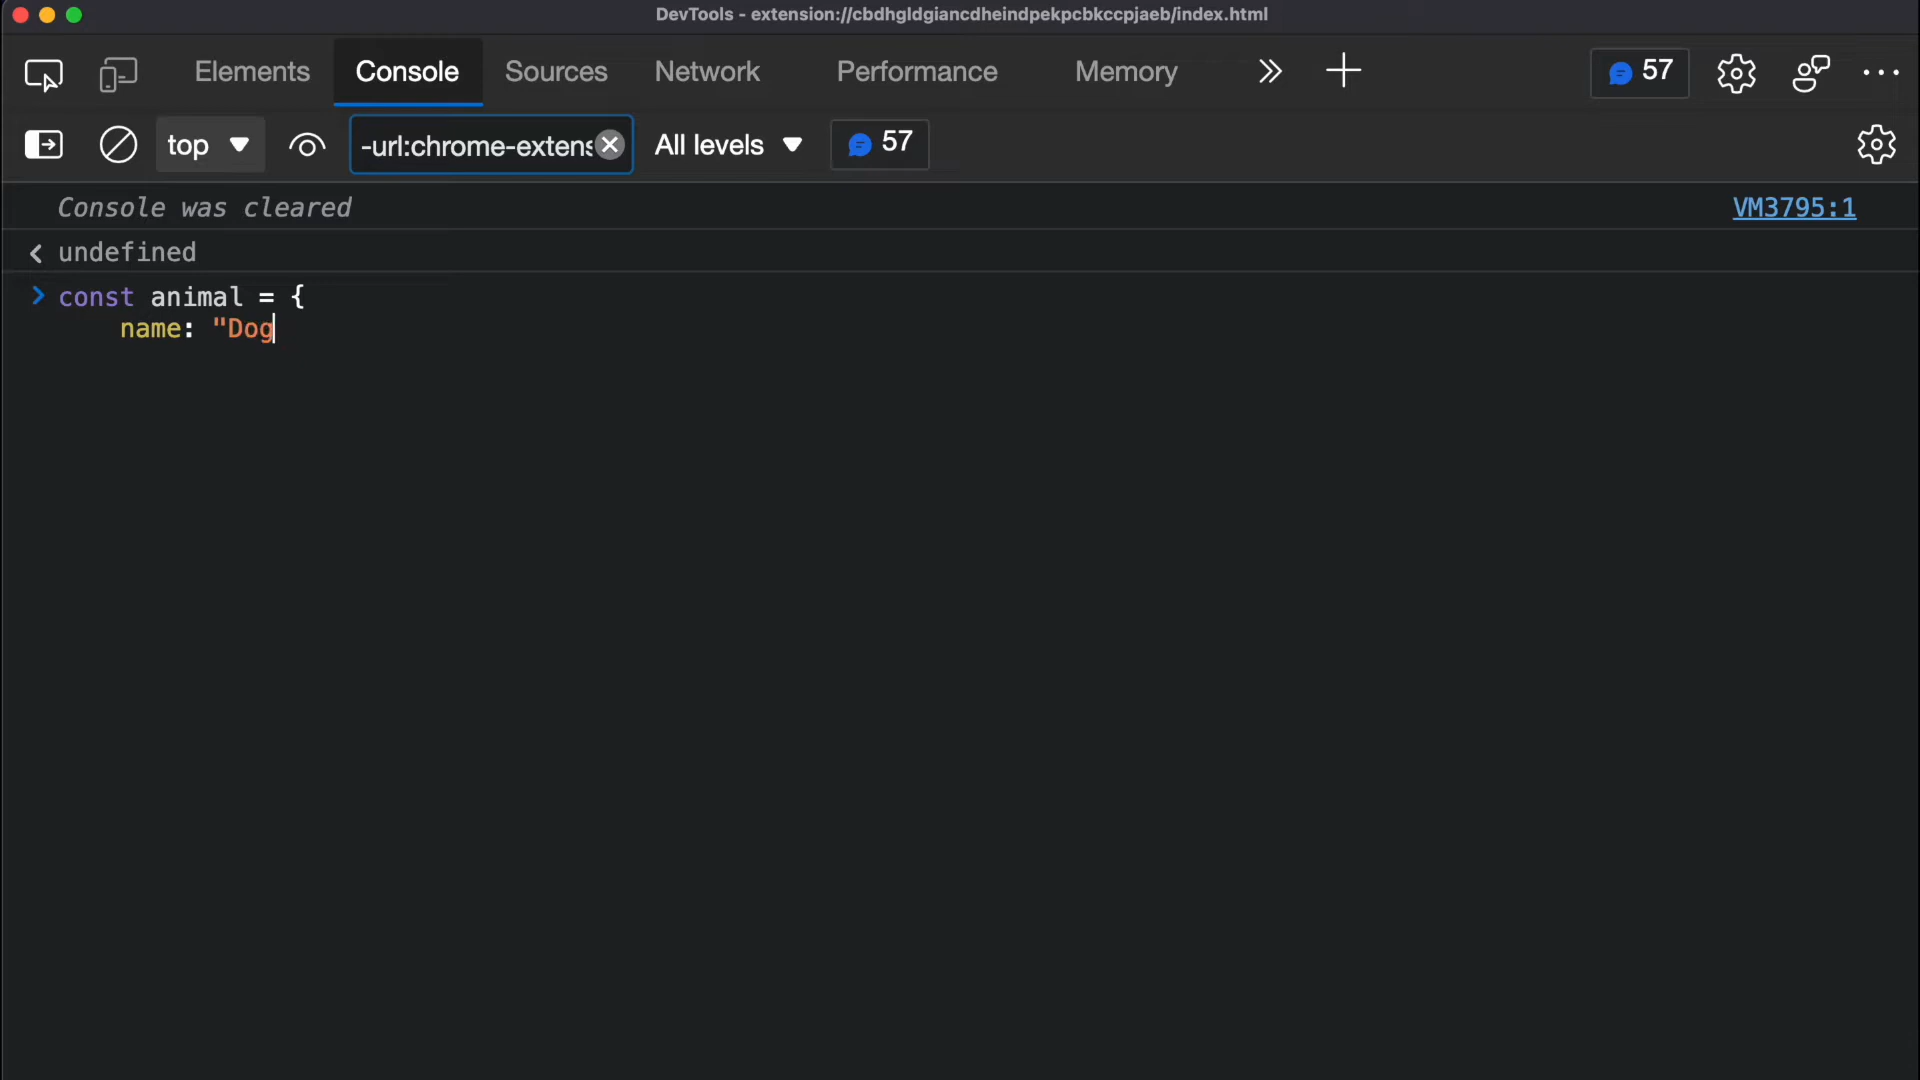 DevTools - extension://cbdhgldgiancdheindpekpcbkccpjaeb/index.html
Elements Console Sources Network Performance Memory 57
top -url:chrome-extens All levels 57
Console was cleared VM3795:1
undefined
const animal = {
name: "Dog